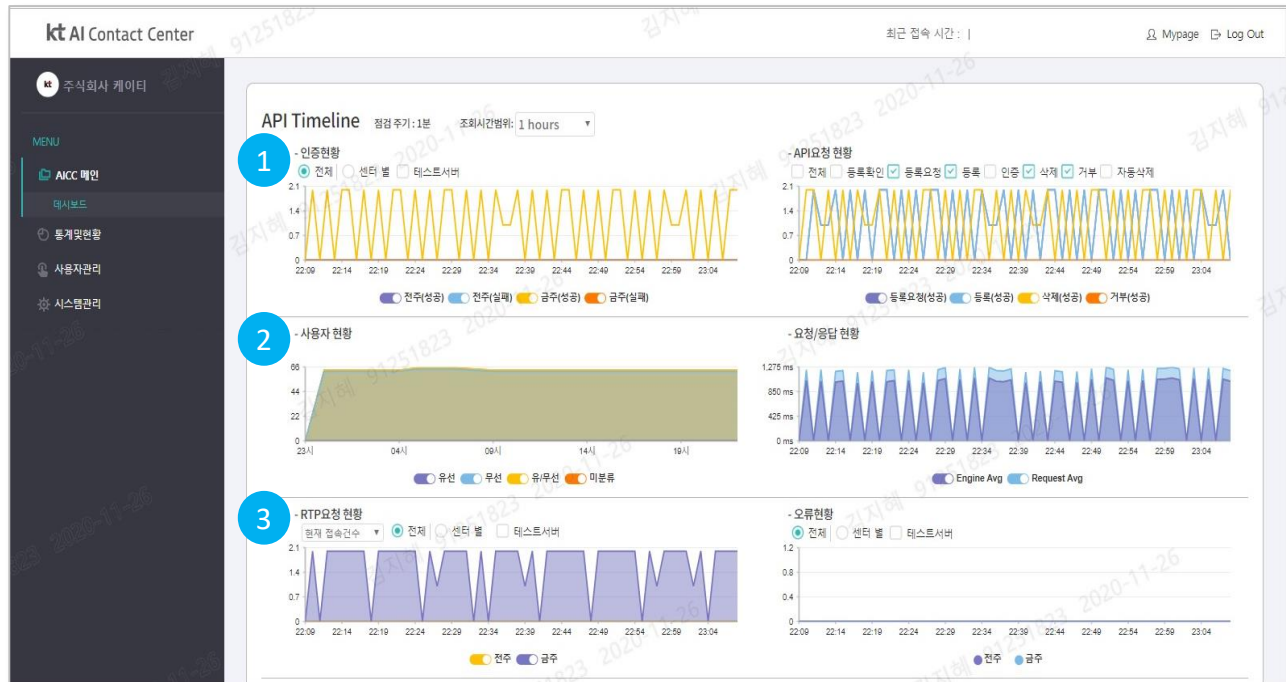 kt AI Contact Center
최근 접속 시간 : |
Mypage
Log Out
kt 주식회사 케이티
MENU
AICC 메인
데시보드
통계및현황
사용자관리
시스템관리
API Timeline 점검 주기 : 1분 조회시간범위: 1 hours
1
- 인증현황
전체 센터 별 테스트서버
2.1
1.4
0.7
0
22:09 22:14 22:19 22:24 22:29 22:34 22:39 22:44 22:49 22:54 22:59 23:04
전주(성공) 전주(실패) 금주(성공) 금주(실패)
- API요청 현황
전체 등록확인 등록요청 등록 인증 삭제 거부 자동삭제
2.1
1.4
0.7
0
22:09 22:14 22:19 22:24 22:29 22:34 22:39 22:44 22:49 22:54 22:59 23:04
등록요청(성공) 등록(성공) 삭제(성공) 거부(성공)
2
- 사용자 현황
66
44
22
0
23시 04시 09시 14시 19시
유선 무선 유/무선 미분류
- 요청/응답 현황
1,275 ms
850 ms
425 ms
0 ms
22:09 22:14 22:19 22:24 22:29 22:34 22:39 22:44 22:49 22:54 22:59 23:04
Engine Avg Request Avg
3
- RTP요청 현황
현재 접속건수 전체 센터 별 테스트서버
2.1
1.4
0.7
0
22:09 22:14 22:19 22:24 22:29 22:34 22:39 22:44 22:49 22:54 22:59 23:04
전주 금주
- 오류현황
전체 센터 별 테스트서버
1.2
0.8
0.4
0
22:09 22:14 22:19 22:24 22:29 22:34 22:39 22:44 22:49 22:54 22:59 23:04
전주 금주
김지혜 91251823 2020-11-26